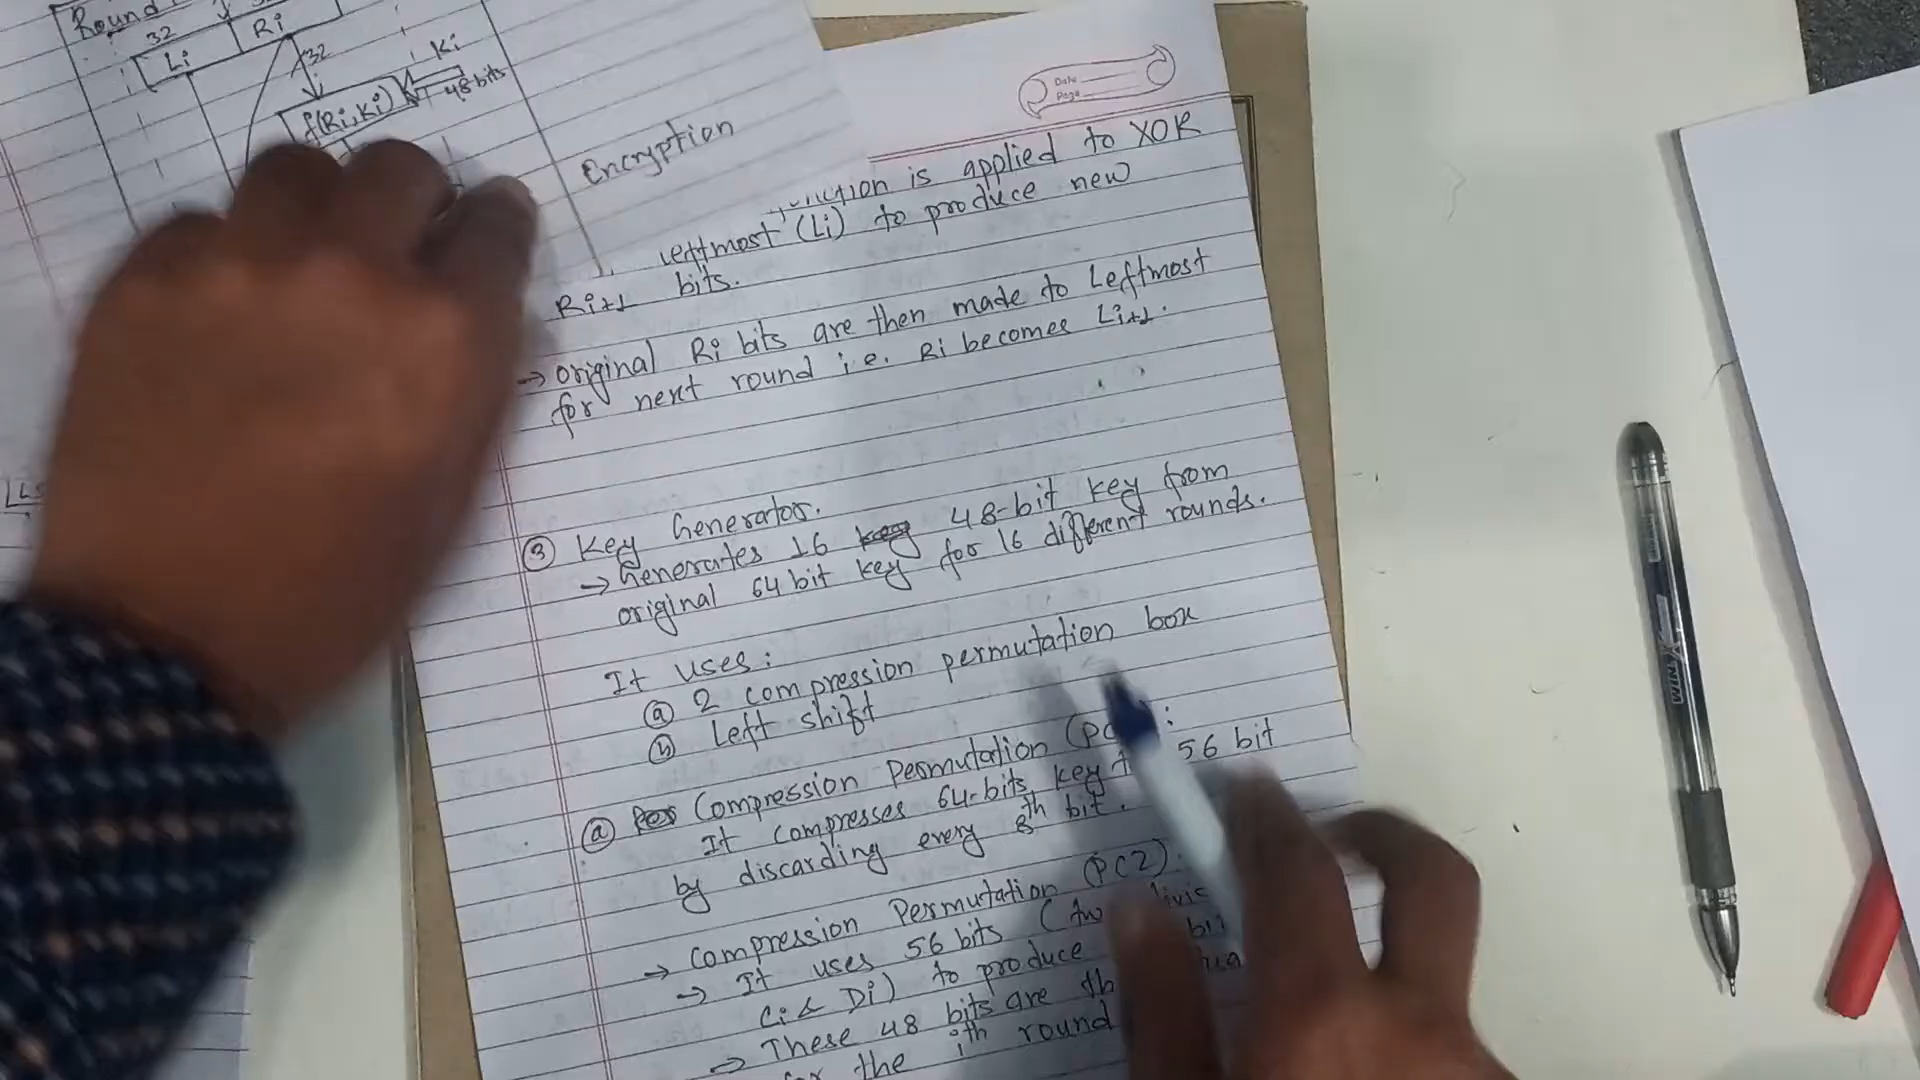 Round
32
Li
Ri
32
Ki
48 bits
f(Ri, Ki)
Encryption
Date
Page
function is applied to XOR
leftmost (Li) to produce new
Ri+1 bits.
→ original Ri bits are then made to Leftmost
for next round i.e. Ri becomes Li+1.
③ Key Generator.
→ Generates 16 48-bit key from
original 64 bit key for 16 different rounds.
It uses:
ⓐ 2 compression permutation box
ⓑ Left shift
ⓐ Compression Permutation (PC :
It compresses 64-bits key 56 bit
by discarding every 8th bit.
→ Compression Permutation (PC2).
→ It uses 56 bits (
Ci & Di) to produce bit
→ These 48 bits are
for the ith round